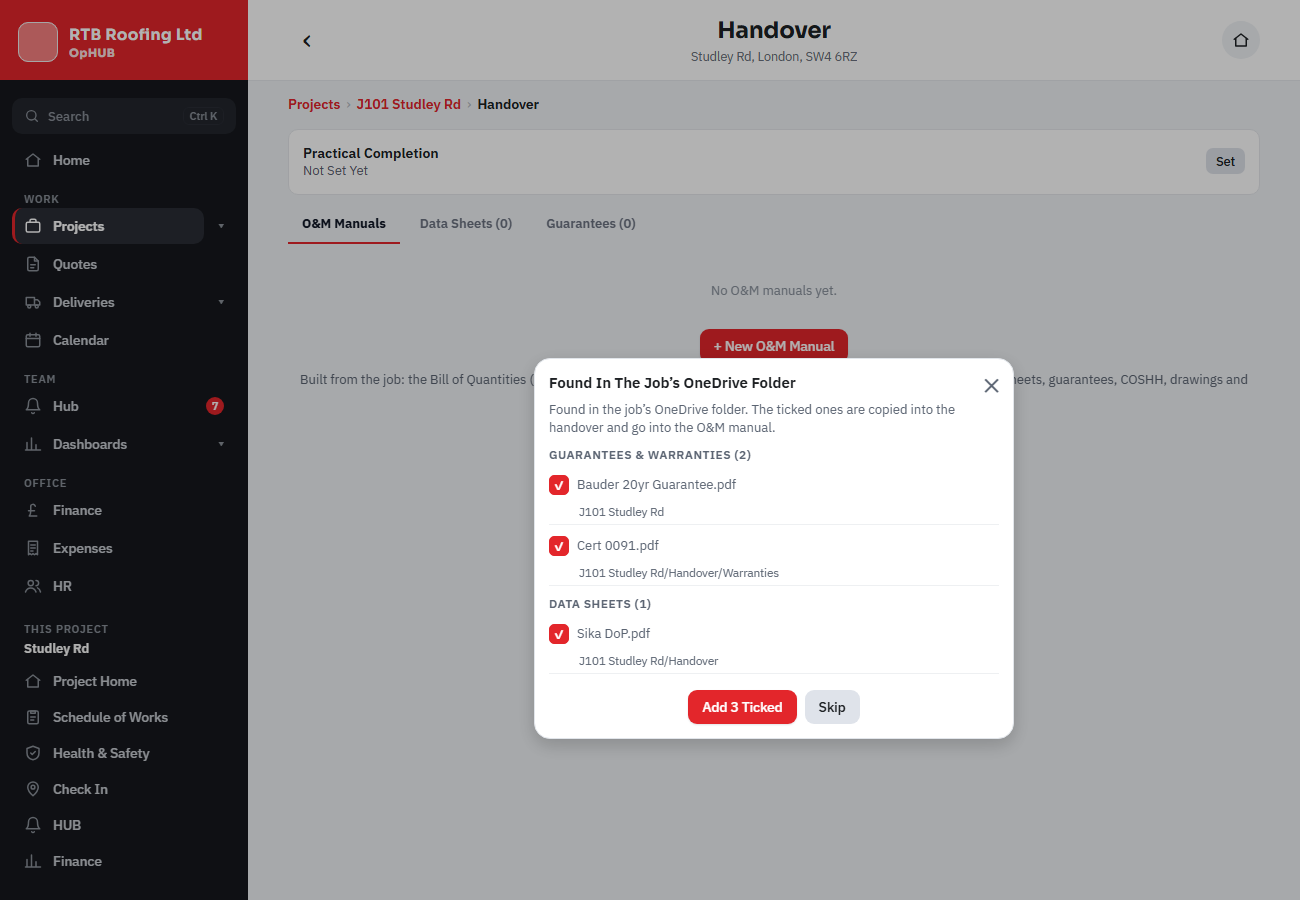 RTB Roofing Ltd
OpHUB
Search Ctrl K
Home
WORK
Projects
Quotes
Deliveries
Calendar
TEAM
Hub 7
Dashboards
OFFICE
Finance
Expenses
HR
THIS PROJECT
Studley Rd
Project Home
Schedule of Works
Health & Safety
Check In
HUB
Finance
Handover
Studley Rd, London, SW4 6RZ
Projects › J101 Studley Rd › Handover
Practical Completion
Not Set Yet
Set
O&M Manuals Data Sheets (0) Guarantees (0)
No O&M manuals yet.
+ New O&M Manual
Built from the job: the Bill of Quantities ( guarantees, COSHH, drawings and
Found In The Job’s OneDrive Folder
Found in the job’s OneDrive folder. The ticked ones are copied into the
handover and go into the O&M manual.
GUARANTEES & WARRANTIES (2)
Bauder 20yr Guarantee.pdf
J101 Studley Rd
Cert 0091.pdf
J101 Studley Rd/Handover/Warranties
DATA SHEETS (1)
Sika DoP.pdf
J101 Studley Rd/Handover
Add 3 Ticked Skip